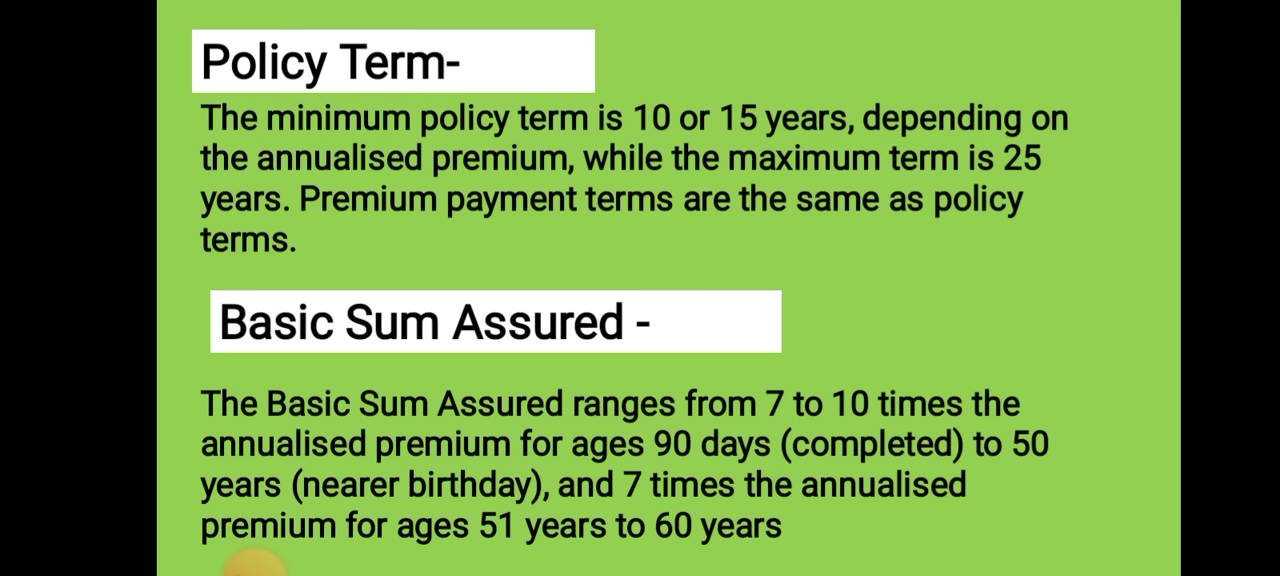 Policy Term-
The minimum policy term is 10 or 15 years, depending on
the annualised premium, while the maximum term is 25
years. Premium payment terms are the same as policy
terms.
Basic Sum Assured -
The Basic Sum Assured ranges from 7 to 10 times the
annualised premium for ages 90 days (completed) to 50
years (nearer birthday), and 7 times the annualised
premium for ages 51 years to 60 years